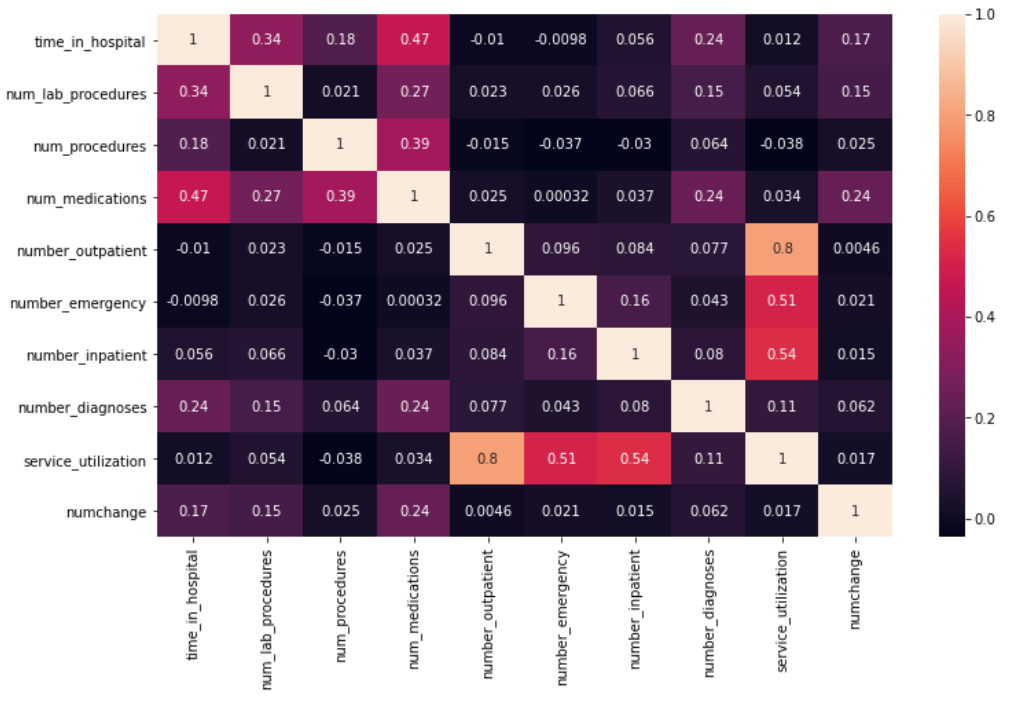 time_in_hospital 1 0.34 0.18 0.47 -0.01 -0.0098 0.056 0.24 0.012 0.17
num_lab_procedures 0.34 1 0.021 0.27 0.023 0.026 0.066 0.15 0.054 0.15
num_procedures 0.18 0.021 1 0.39 -0.015 -0.037 -0.03 0.064 -0.038 0.025
num_medications 0.47 0.27 0.39 1 0.025 0.00032 0.037 0.24 0.034 0.24
number_outpatient -0.01 0.023 -0.015 0.025 1 0.096 0.084 0.077 0.8 0.0046
number_emergency -0.0098 0.026 -0.037 0.00032 0.096 1 0.16 0.043 0.51 0.021
number_inpatient 0.056 0.066 -0.03 0.037 0.084 0.16 1 0.08 0.54 0.015
number_diagnoses 0.24 0.15 0.064 0.24 0.077 0.043 0.08 1 0.11 0.062
service_utilization 0.012 0.054 -0.038 0.034 0.8 0.51 0.54 0.11 1 0.017
numchange 0.17 0.15 0.025 0.24 0.0046 0.021 0.015 0.062 0.017 1
time_in_hospital
num_lab_procedures
num_procedures
num_medications
number_outpatient
number_emergency
number_inpatient
number_diagnoses
service_utilization
numchange
1.0
0.8
0.6
0.4
0.2
0.0